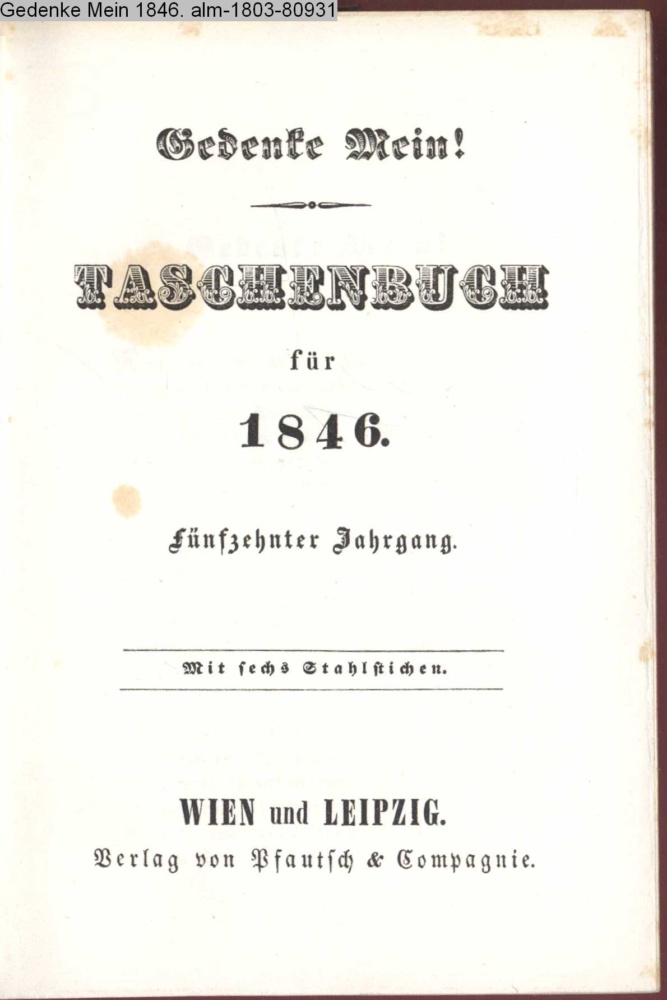 Gedenke Mein 1846. alm-1803-80931
Gedenke Mein!
TASCHENBUCH
für
1846.
Fünfzehnter Jahrgang.
Mit sechs Stahlstichen.
WIEN und LEIPZIG.
Verlag von Pfautsch & Compagnie.